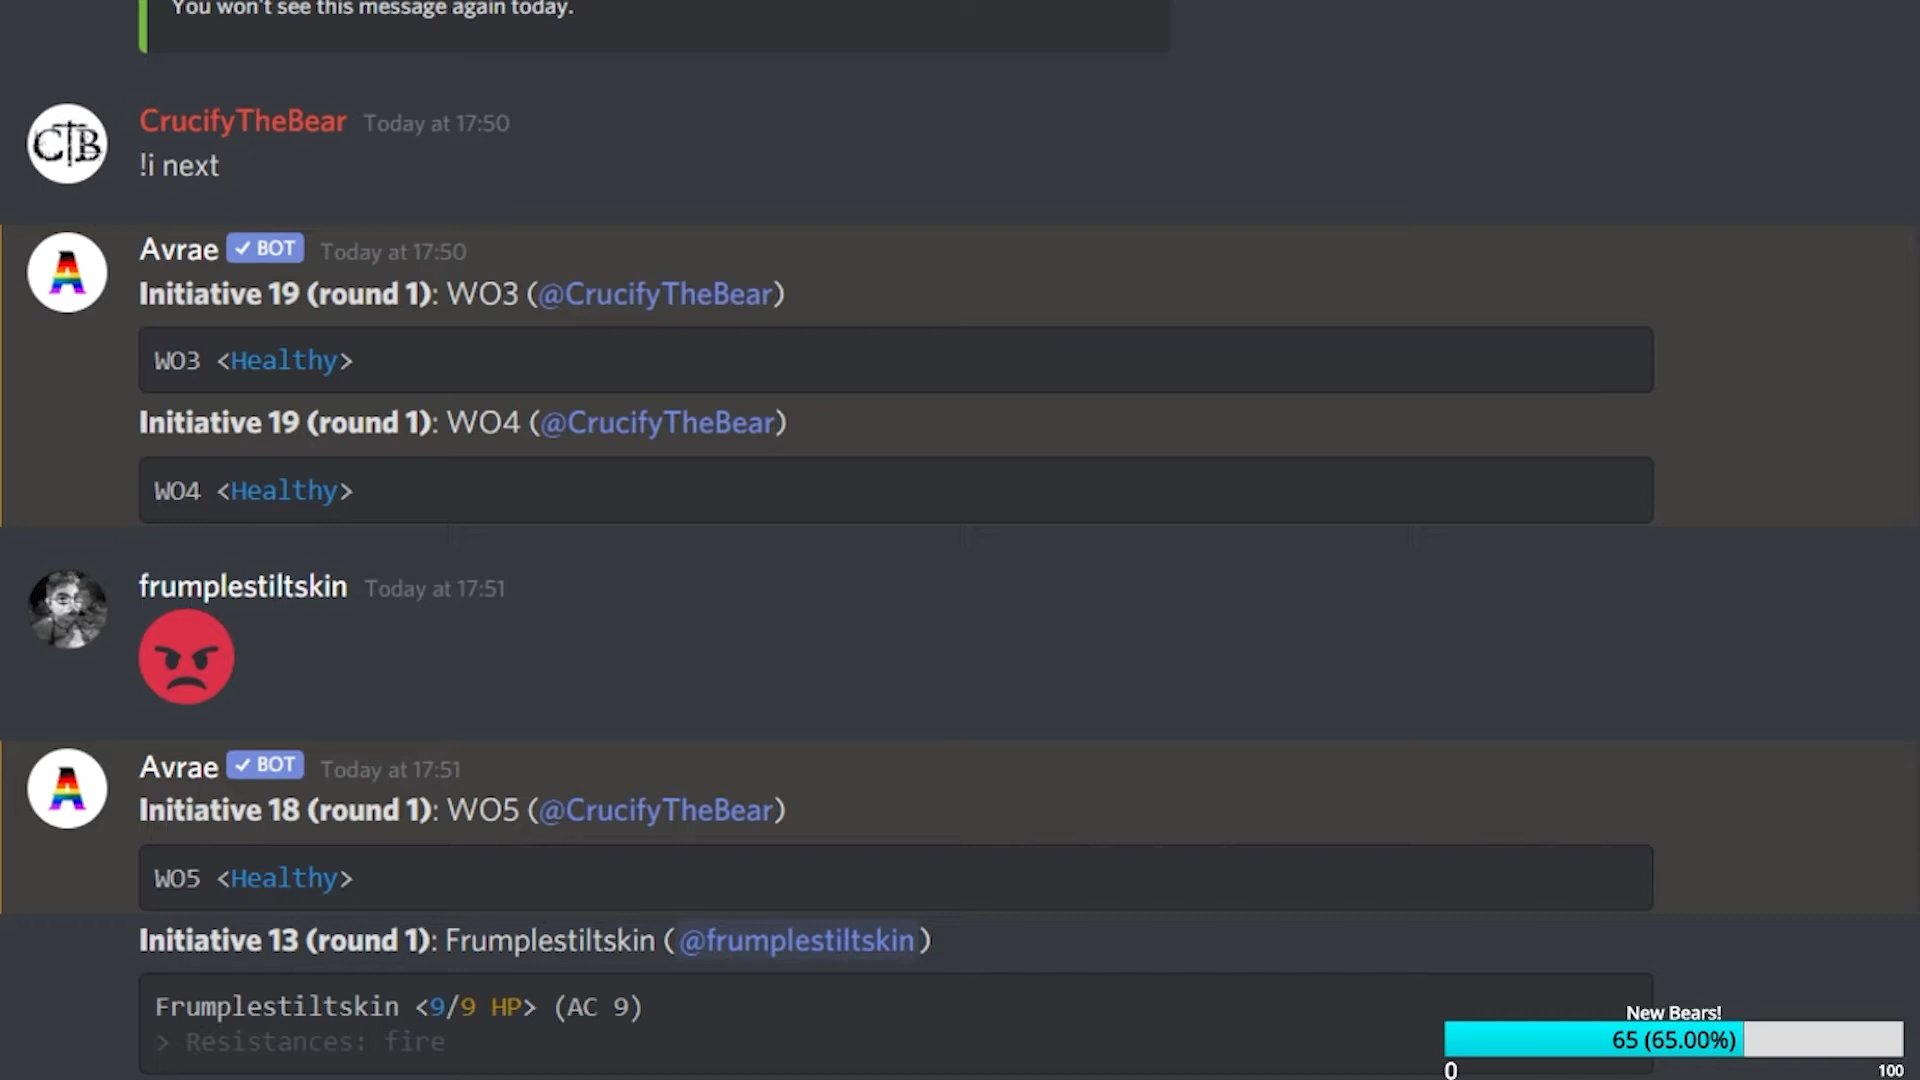 You won't see this message again today.
CTB
CrucifyTheBear Today at 17:50
!i next
A
Avrae ✓ BOT Today at 17:50
Initiative 19 (round 1): WO3 (@CrucifyTheBear)
WO3 <Healthy>
Initiative 19 (round 1): WO4 (@CrucifyTheBear)
WO4 <Healthy>
frumplestiltskin Today at 17:51
A
Avrae ✓ BOT Today at 17:51
Initiative 18 (round 1): WO5 (@CrucifyTheBear)
WO5 <Healthy>
Initiative 13 (round 1): Frumplestiltskin (@frumplestiltskin)
Frumplestiltskin <9/9 HP> (AC 9)
> Resistances: fire
New Bears!
65 (65.00%)
0 100